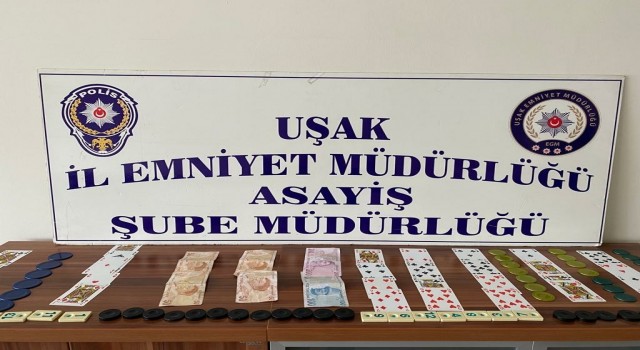 POLİS
UŞAK EMNİYET MÜDÜRLÜĞÜ
EGM
UŞAK
İL EMNİYET MÜDÜRLÜĞÜ
ASAYİŞ
ŞUBE MÜDÜRLÜĞÜ